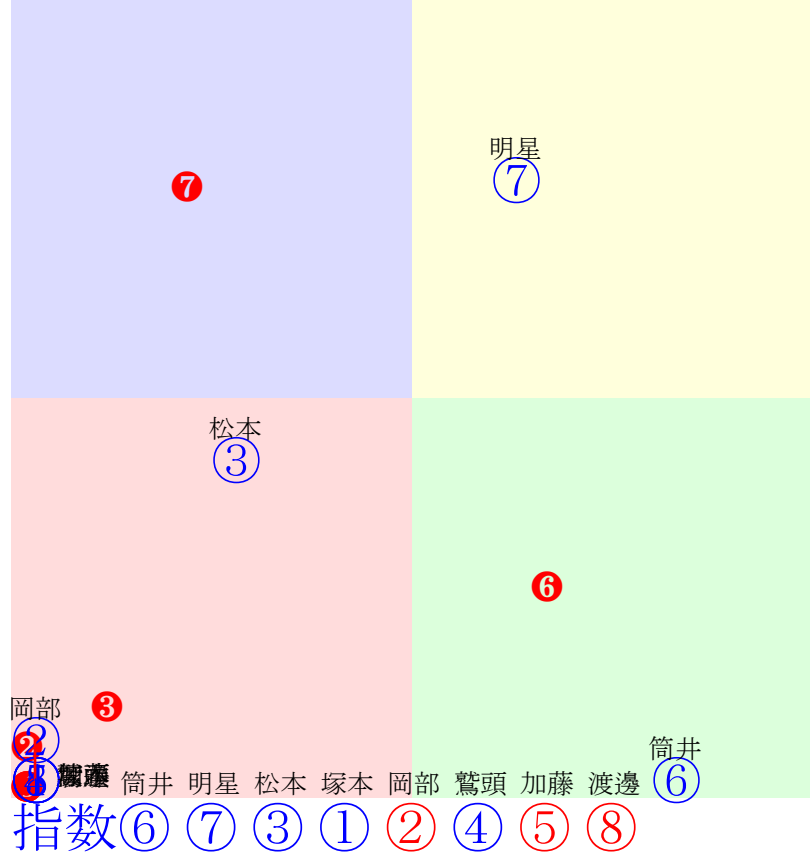 明星
❼
⑦
松本
③
❻
岡部
❸
②
❷
筒井
⑥
筒井 明星 松本 塚本 岡部 鷲頭 加藤 渡邊
指数⑥⑦③①②④⑤⑧